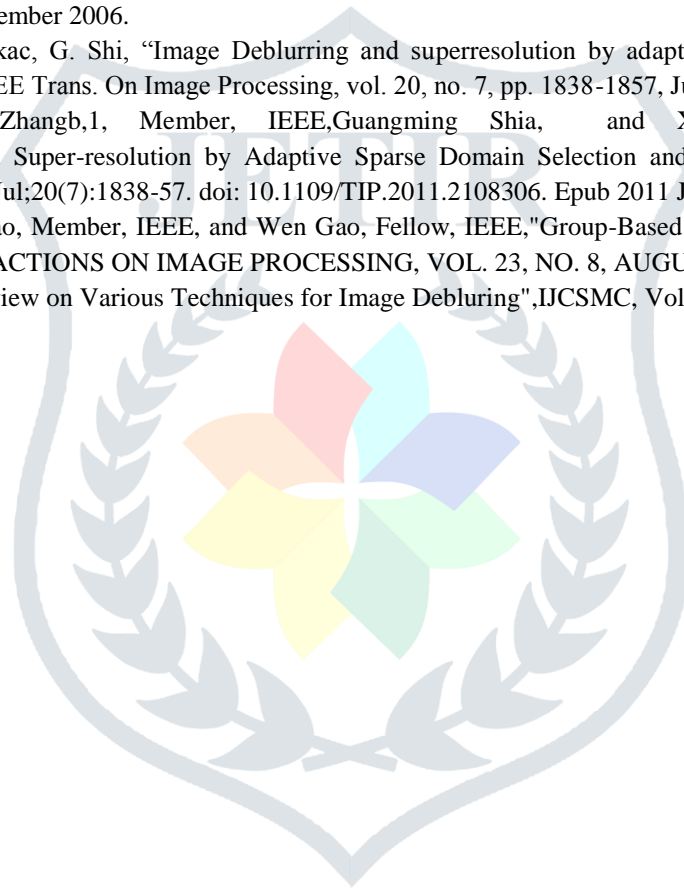 ember 2006.
kac, G. Shi, “Image Deblurring and superresolution by adapt
EE Trans. On Image Processing, vol. 20, no. 7, pp. 1838-1857, Ju
Zhangb,1, Member, IEEE,Guangming Shia, and X
Super-resolution by Adaptive Sparse Domain Selection and
Jul;20(7):1838-57. doi: 10.1109/TIP.2011.2108306. Epub 2011 J
ao, Member, IEEE, and Wen Gao, Fellow, IEEE,"Group-Based
ACTIONS ON IMAGE PROCESSING, VOL. 23, NO. 8, AUGU
view on Various Techniques for Image Debluring",IJCSMC, Vol
JETIR